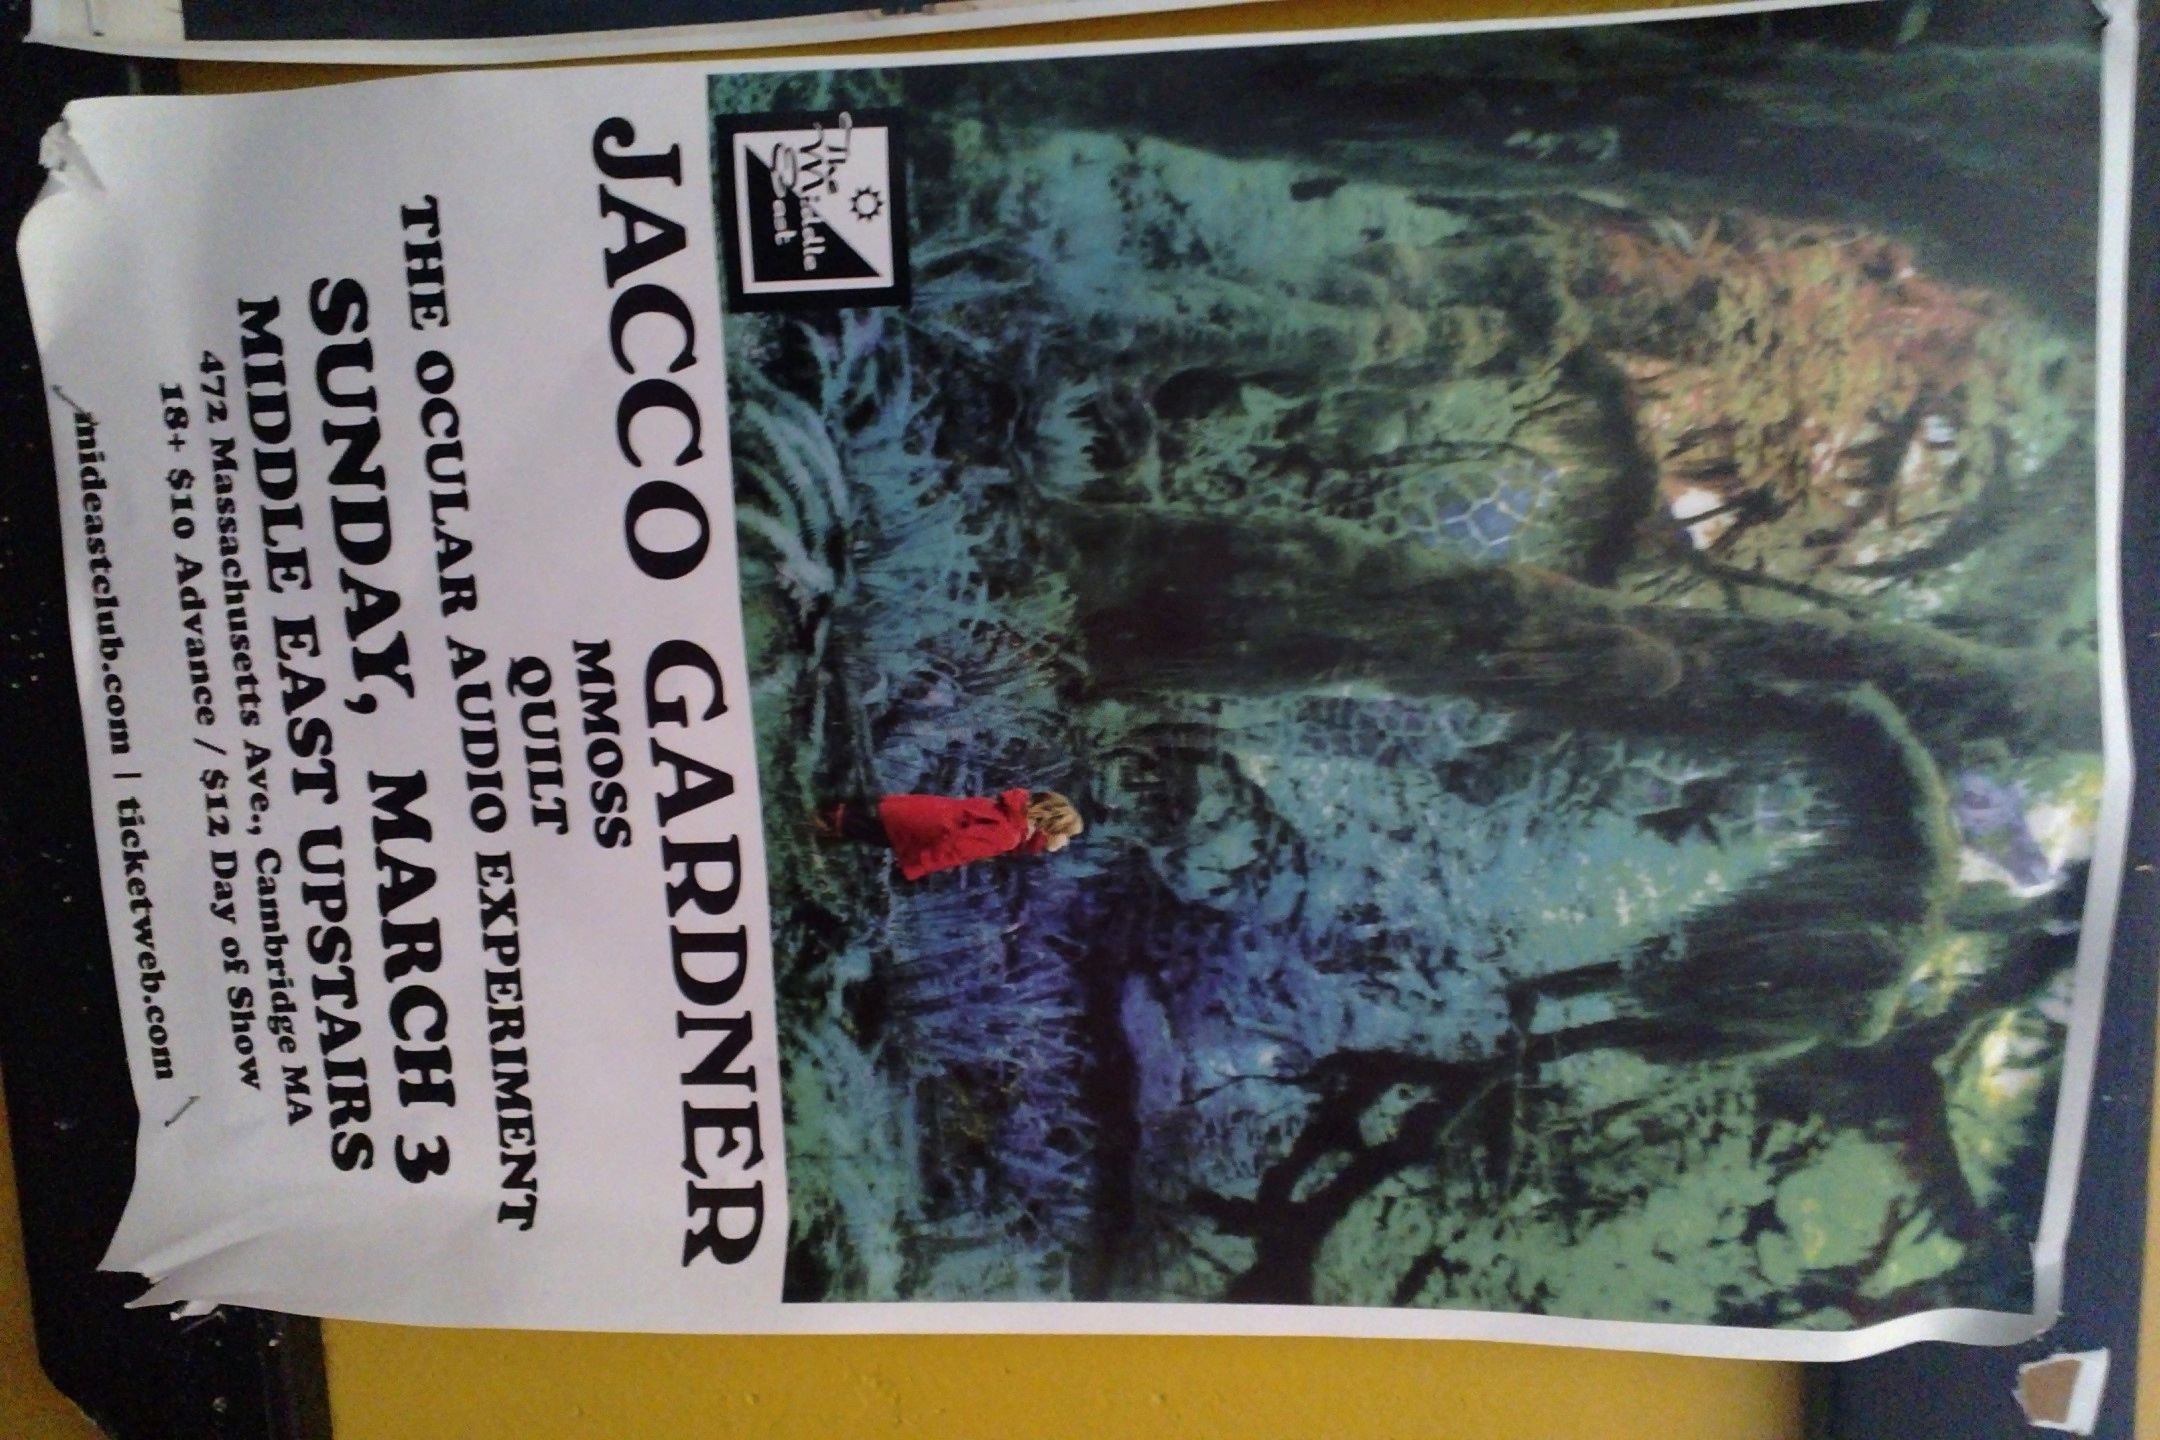 The
Middle
East
JACCO GARDNER
MMOSS
QUILT
THE OCULAR AUDIO EXPERIMENT
SUNDAY, MARCH 3
MIDDLE EAST UPSTAIRS
472 Massachusetts Ave., Cambridge MA
18+ $10 Advance / $12 Day of Show
mideastclub.com | ticketweb.com